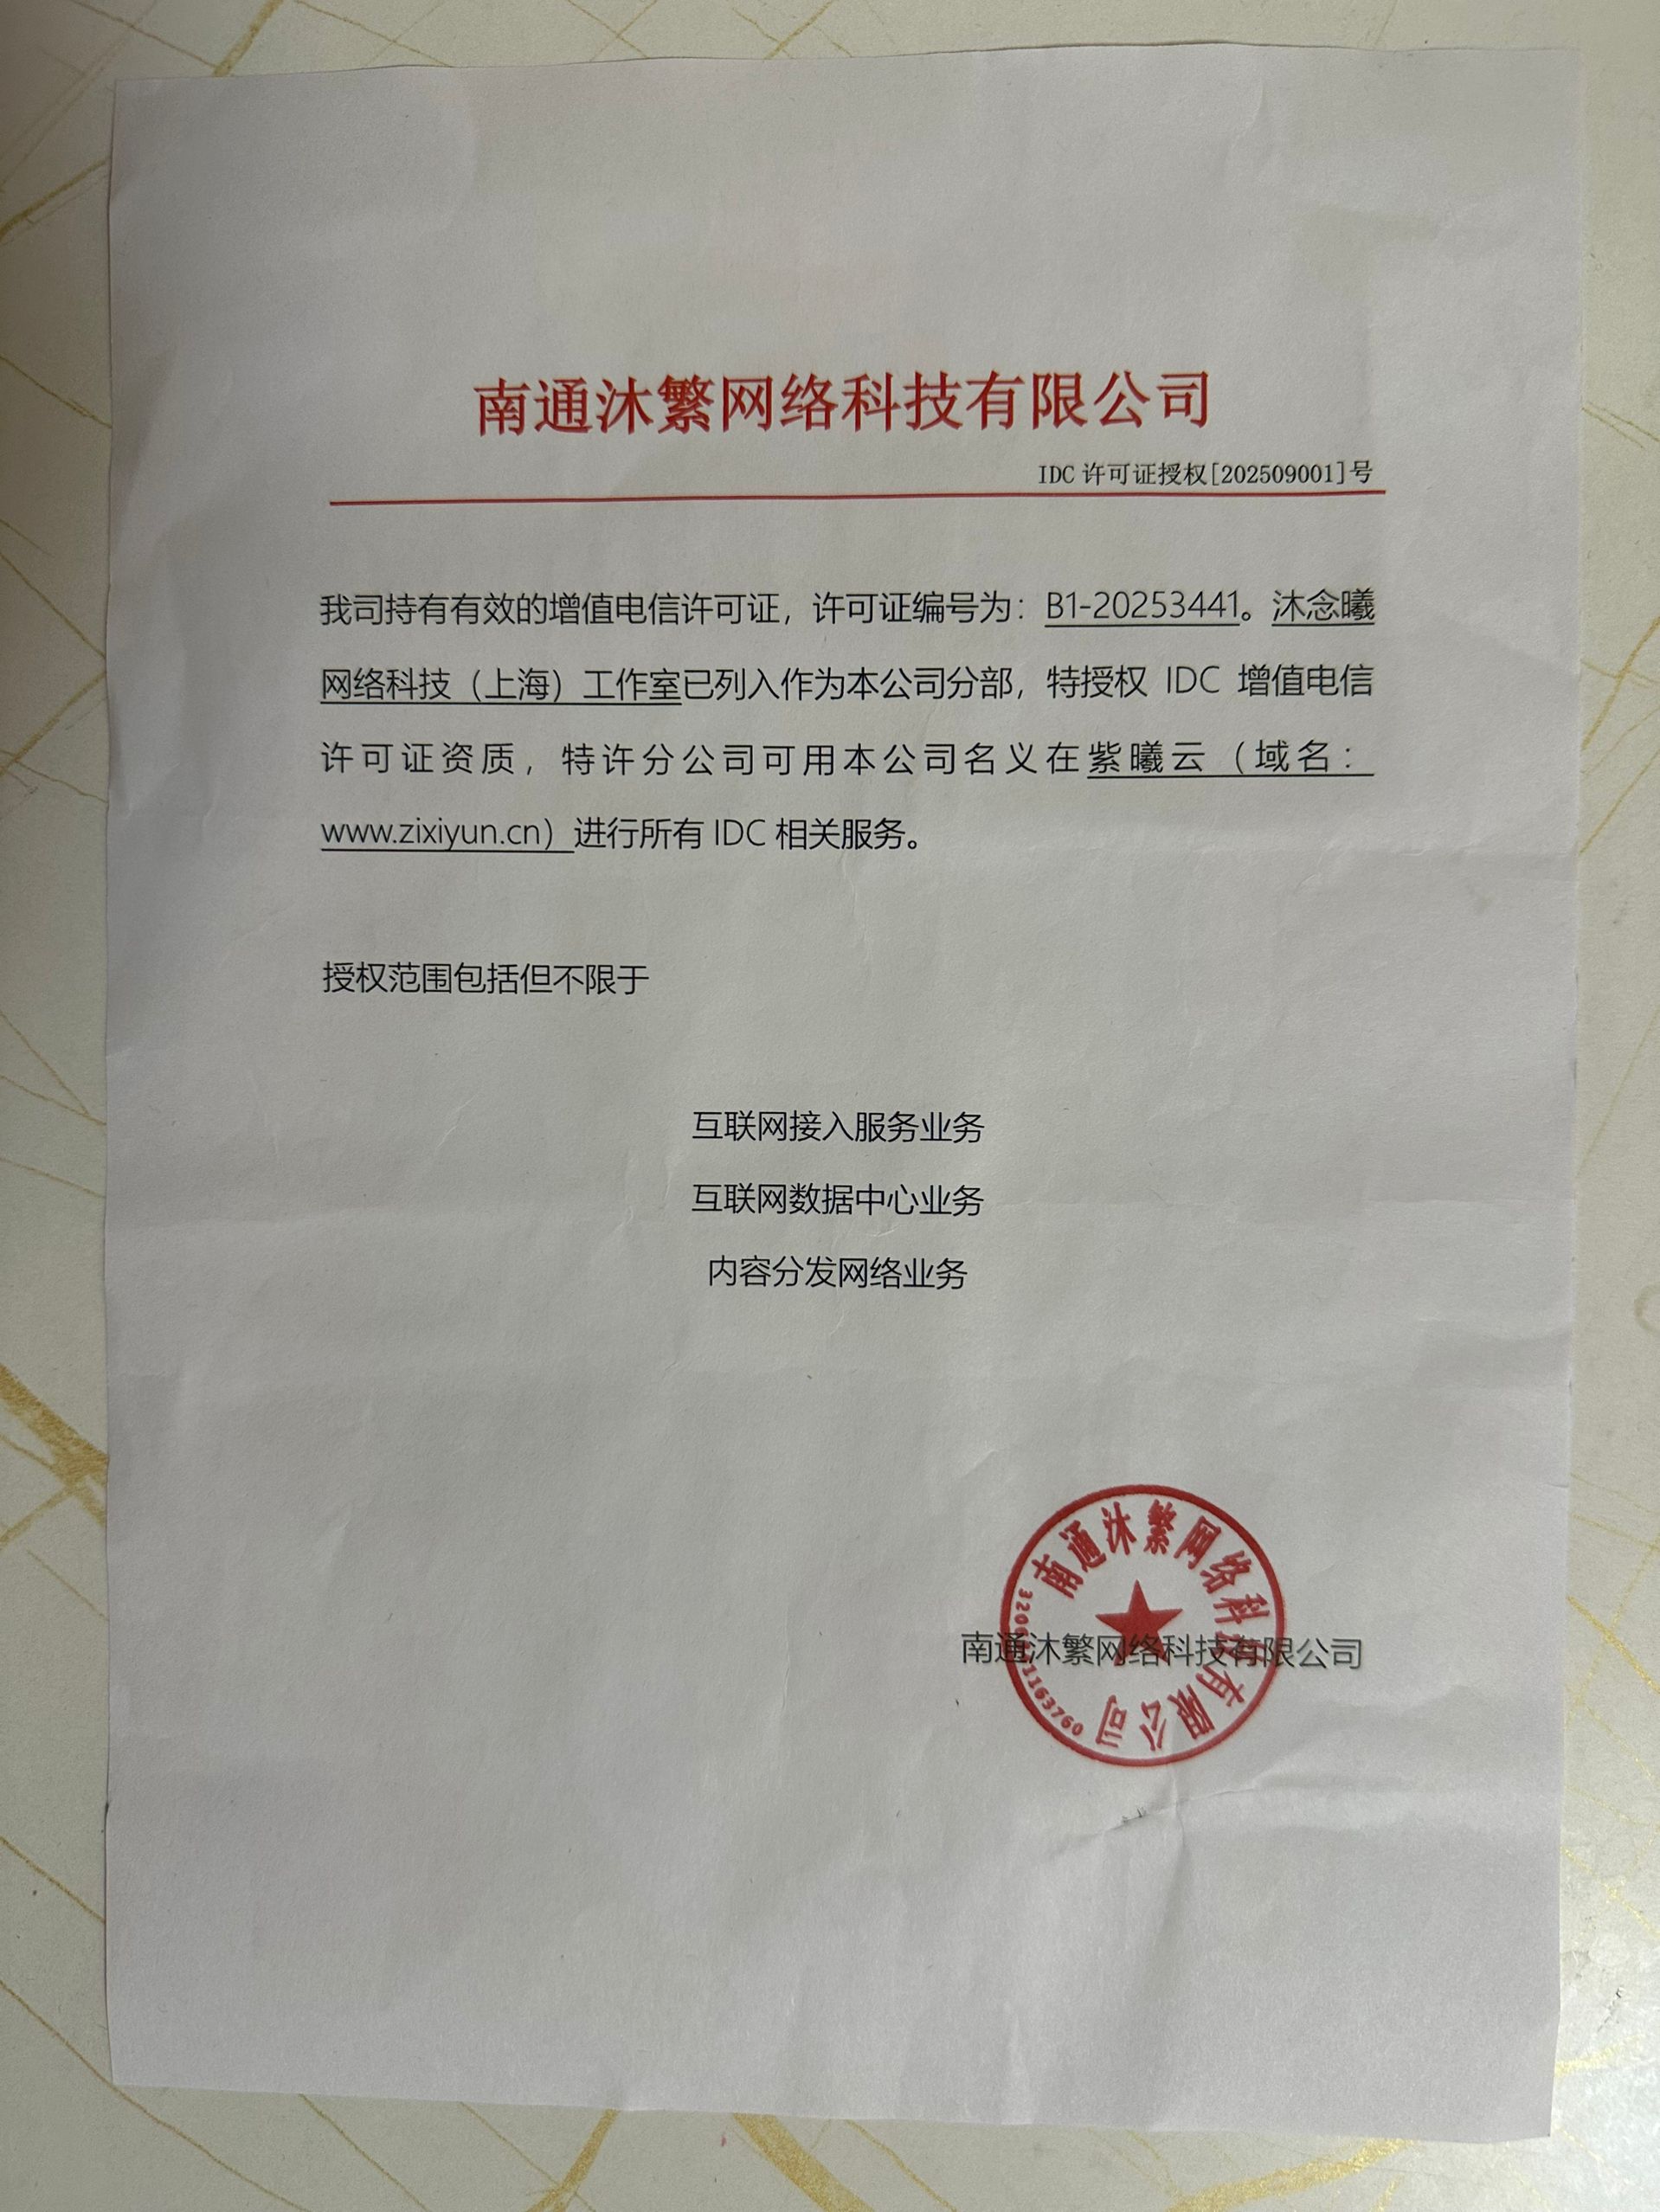 南通沐繁网络科技有限公司
IDC 许可证授权[202509001]号
我司持有有效的增值电信许可证，许可证编号为：B1-20253441。沐念曦
网络科技（上海）工作室已列入作为本公司分部，特授权 IDC 增值电信
许可证资质，特许分公司可用本公司名义在紫曦云（域名：
www.zixiyun.cn）进行所有 IDC 相关服务。
授权范围包括但不限于
互联网接入服务业务
互联网数据中心业务
内容分发网络业务
南通沐繁网络科技有限公司
南通沐繁网络科技有限公司